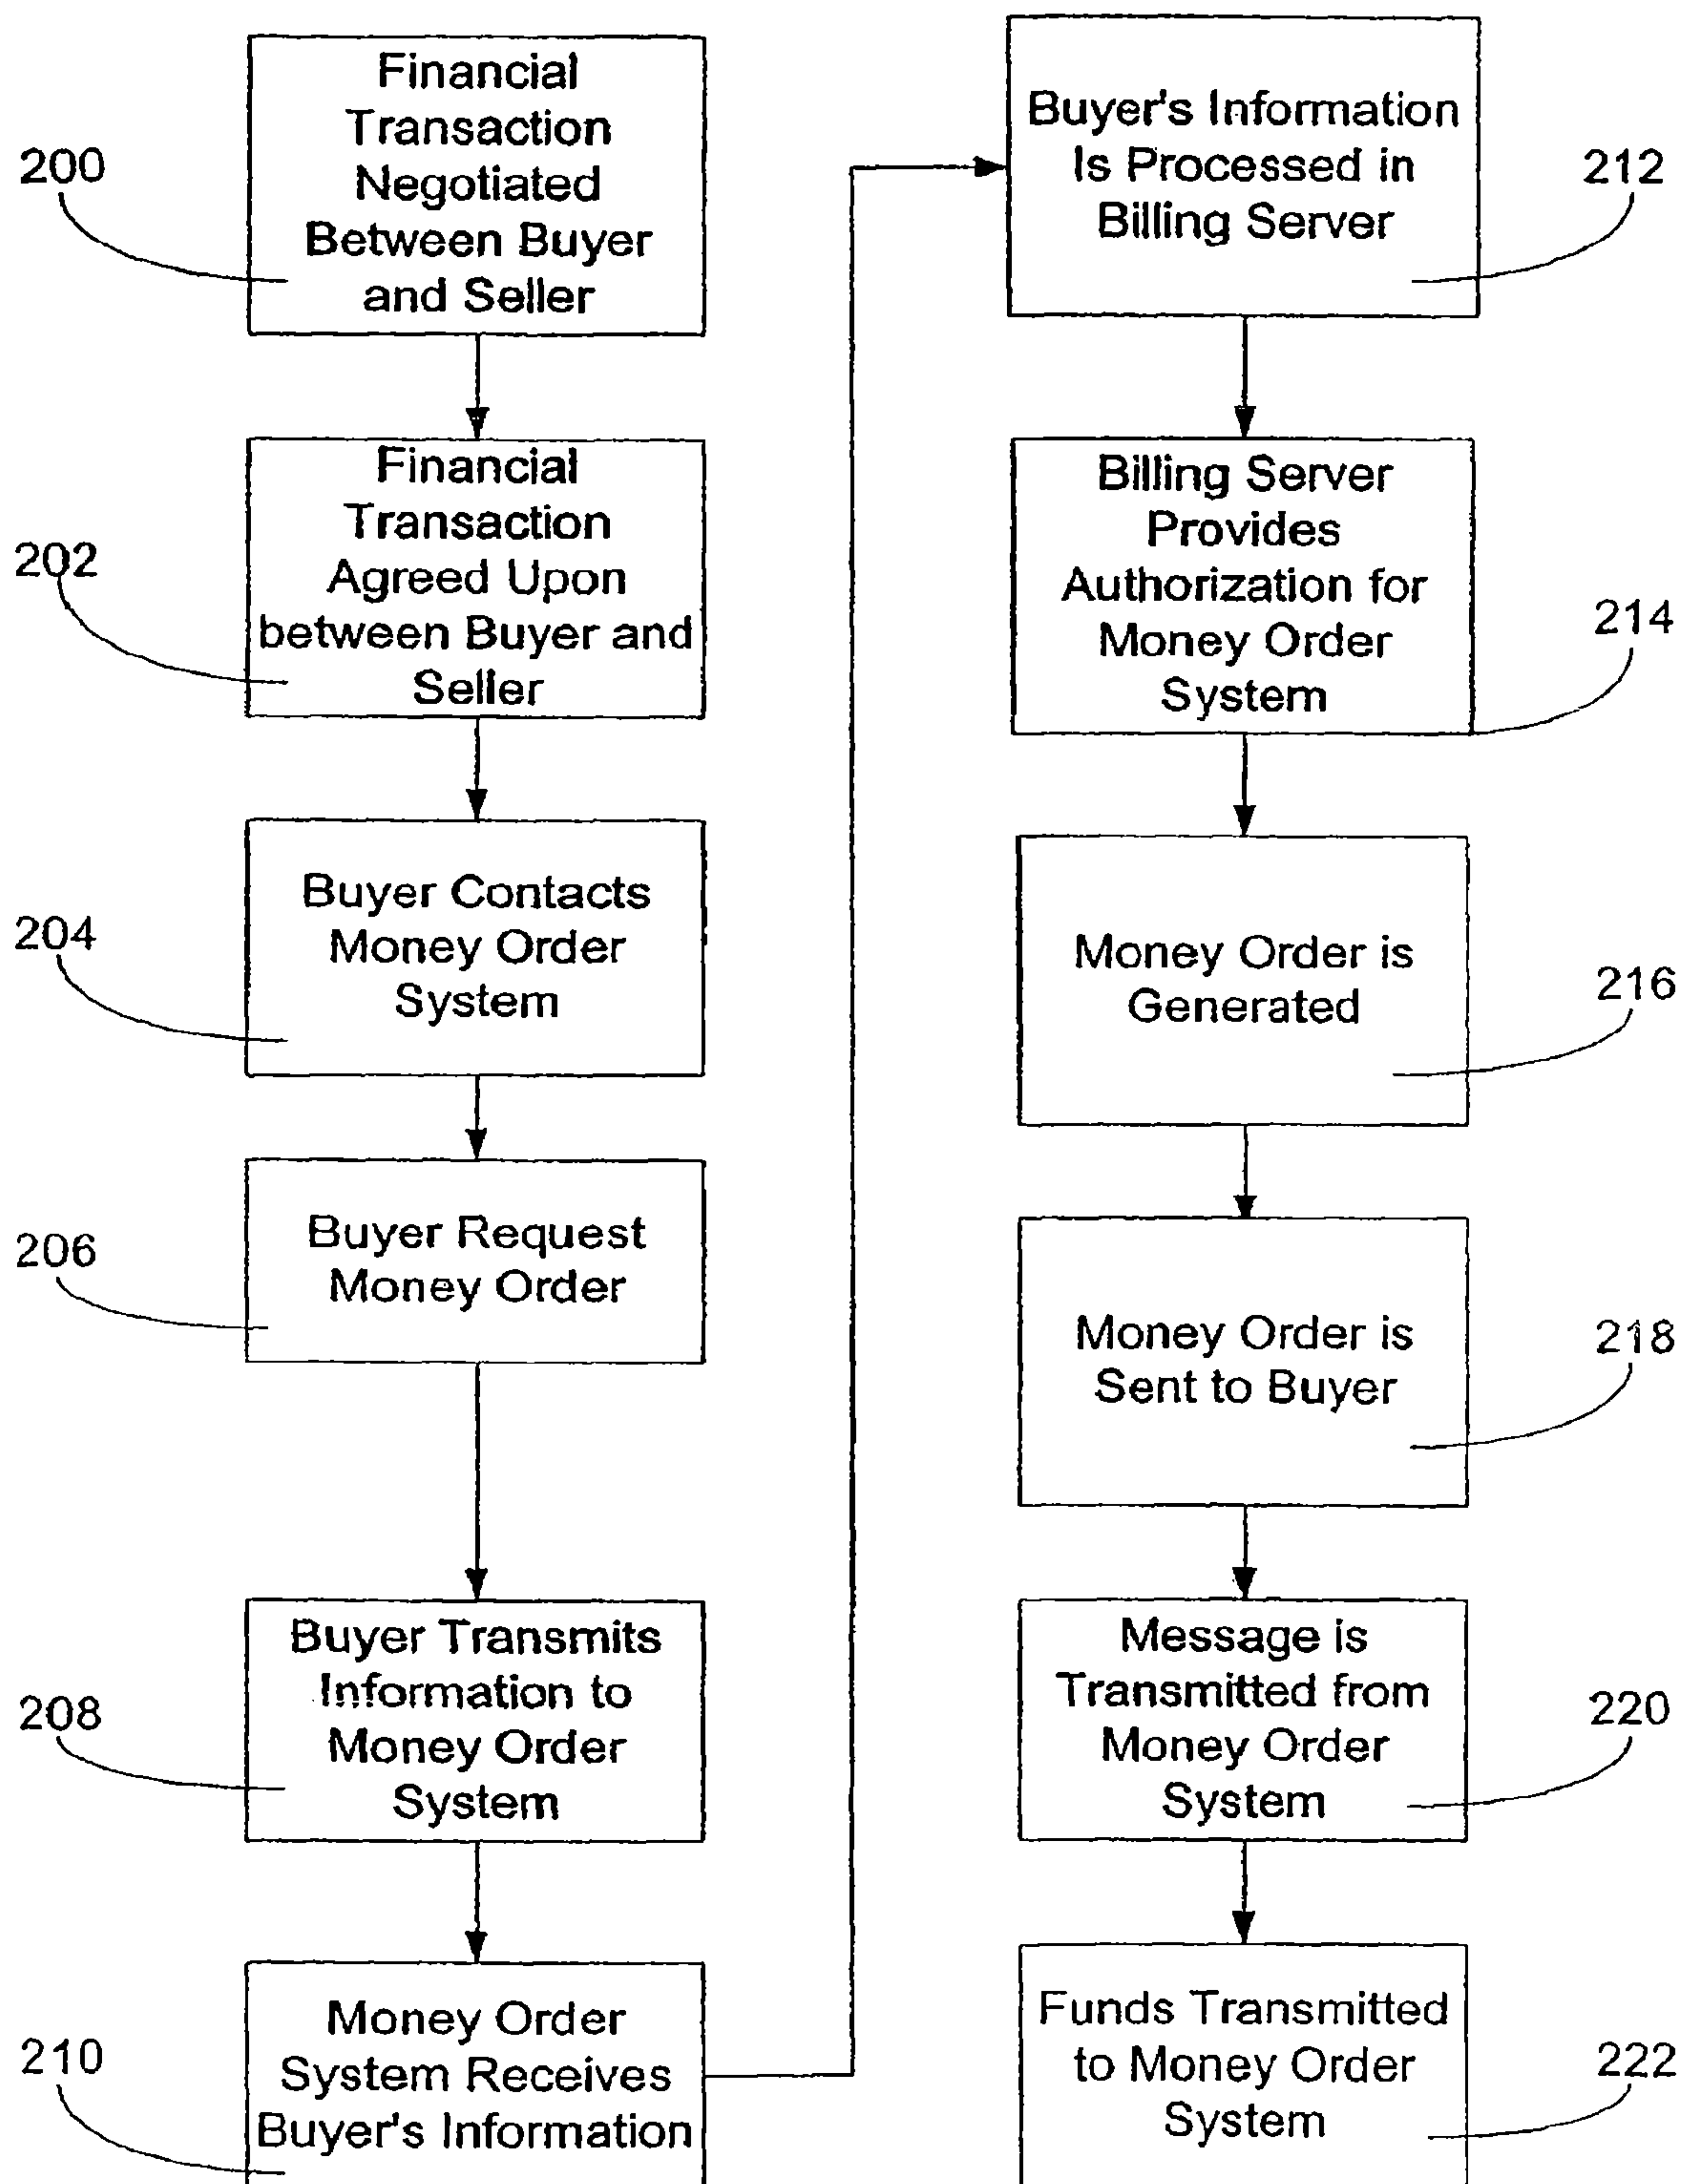 Financial
Transaction
Negotiated
Between Buyer
and Seller
200
Financial
Transaction
Agreed Upon
between Buyer and
Seller
202
Buyer Contacts
Money Order
System
204
Buyer Request
Money Order
206
Buyer Transmits
Information to
Money Order
System
208
Money Order
System Receives
Buyer's Information
210
Buyer's Information
Is Processed in
Billing Server
212
Billing Server
Provides
Authorization for
Money Order
System
214
Money Order is
Generated
216
Money Order is
Sent to Buyer
218
Message is
Transmitted from
Money Order
System
220
Funds Transmitted
to Money Order
System
222